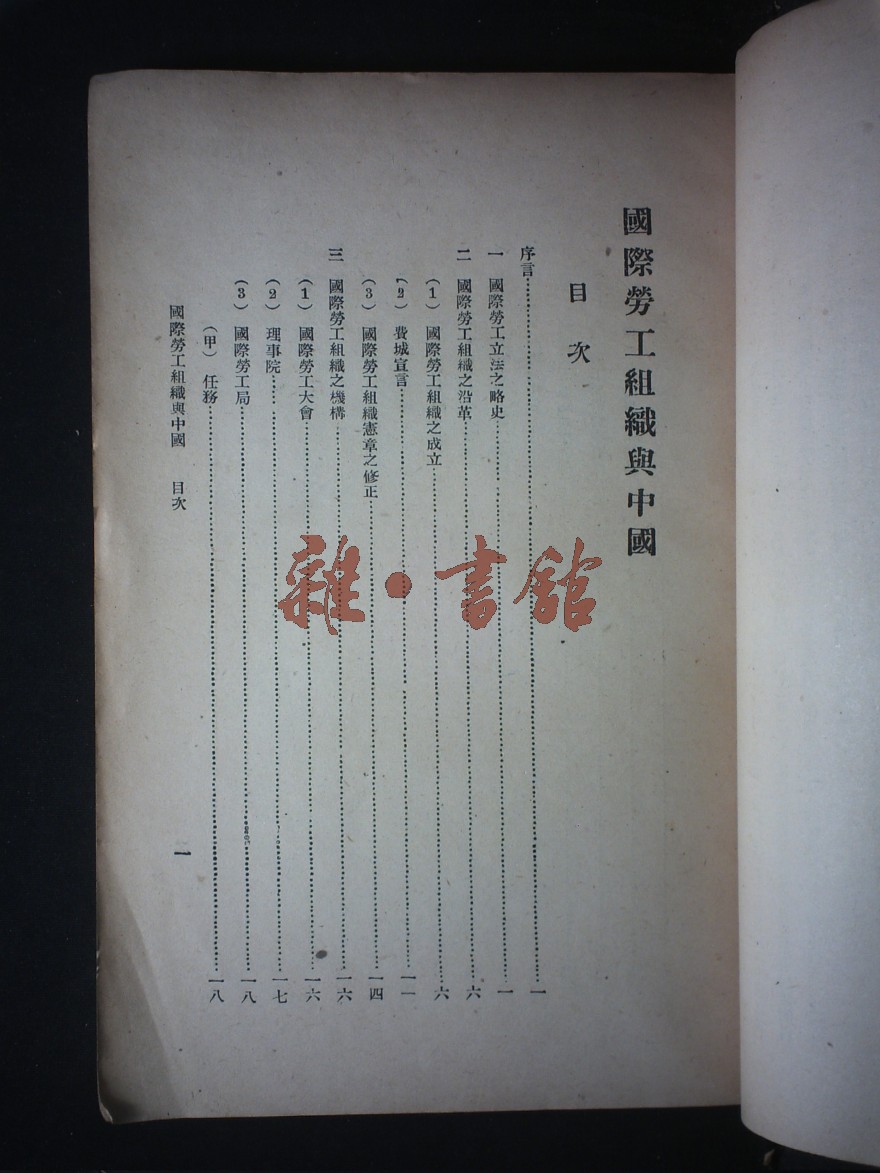 國際勞工組織與中國
目次
序言……一
一 國際勞工立法之略史……一
二 國際勞工組織之沿革……六
(1) 國際勞工組織之成立……六
(2) 費城宣言……一一
(3) 國際勞工組織憲章之修正……一四
三 國際勞工組織之機構……一六
(1) 國際勞工大會……一六
(2) 理事院……一七
(3) 國際勞工局……一八
(甲) 任務……一八
國際勞工組織與中國 目次 一
雜·書館